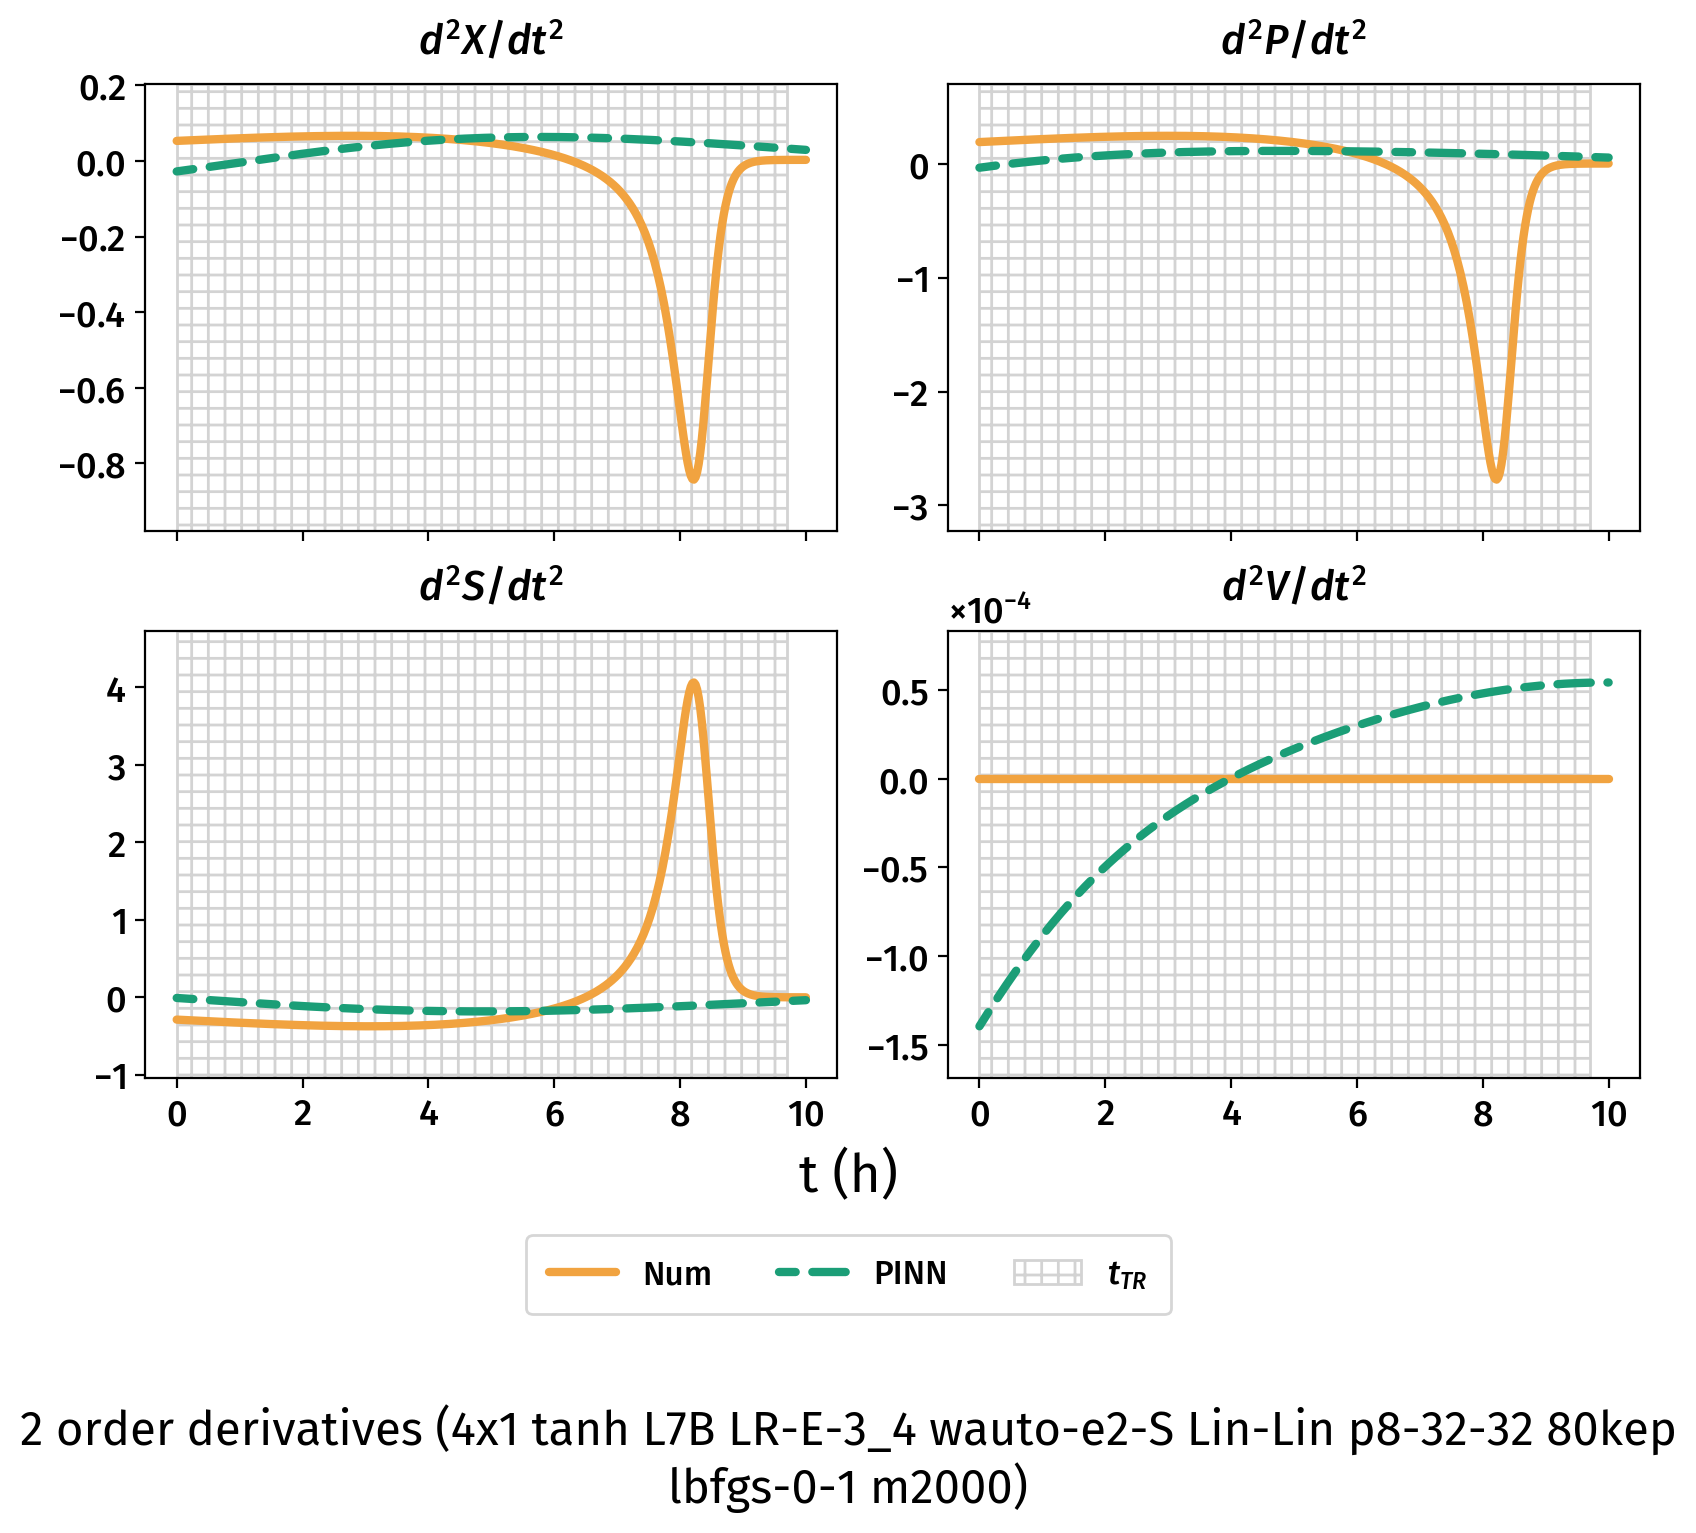 d²X/dt²
d²P/dt²
0.2
0.0
−0.2
−0.4
−0.6
−0.8
0
−1
−2
−3
d²S/dt²
d²V/dt²
×10⁻⁴
4
3
2
1
0
−1
0.5
0.0
−0.5
−1.0
−1.5
0 2 4 6 8 10
0 2 4 6 8 10
t (h)
Num PINN t_TR
2 order derivatives (4x1 tanh L7B LR-E-3_4 wauto-e2-S Lin-Lin p8-32-32 80kep
lbfgs-0-1 m2000)